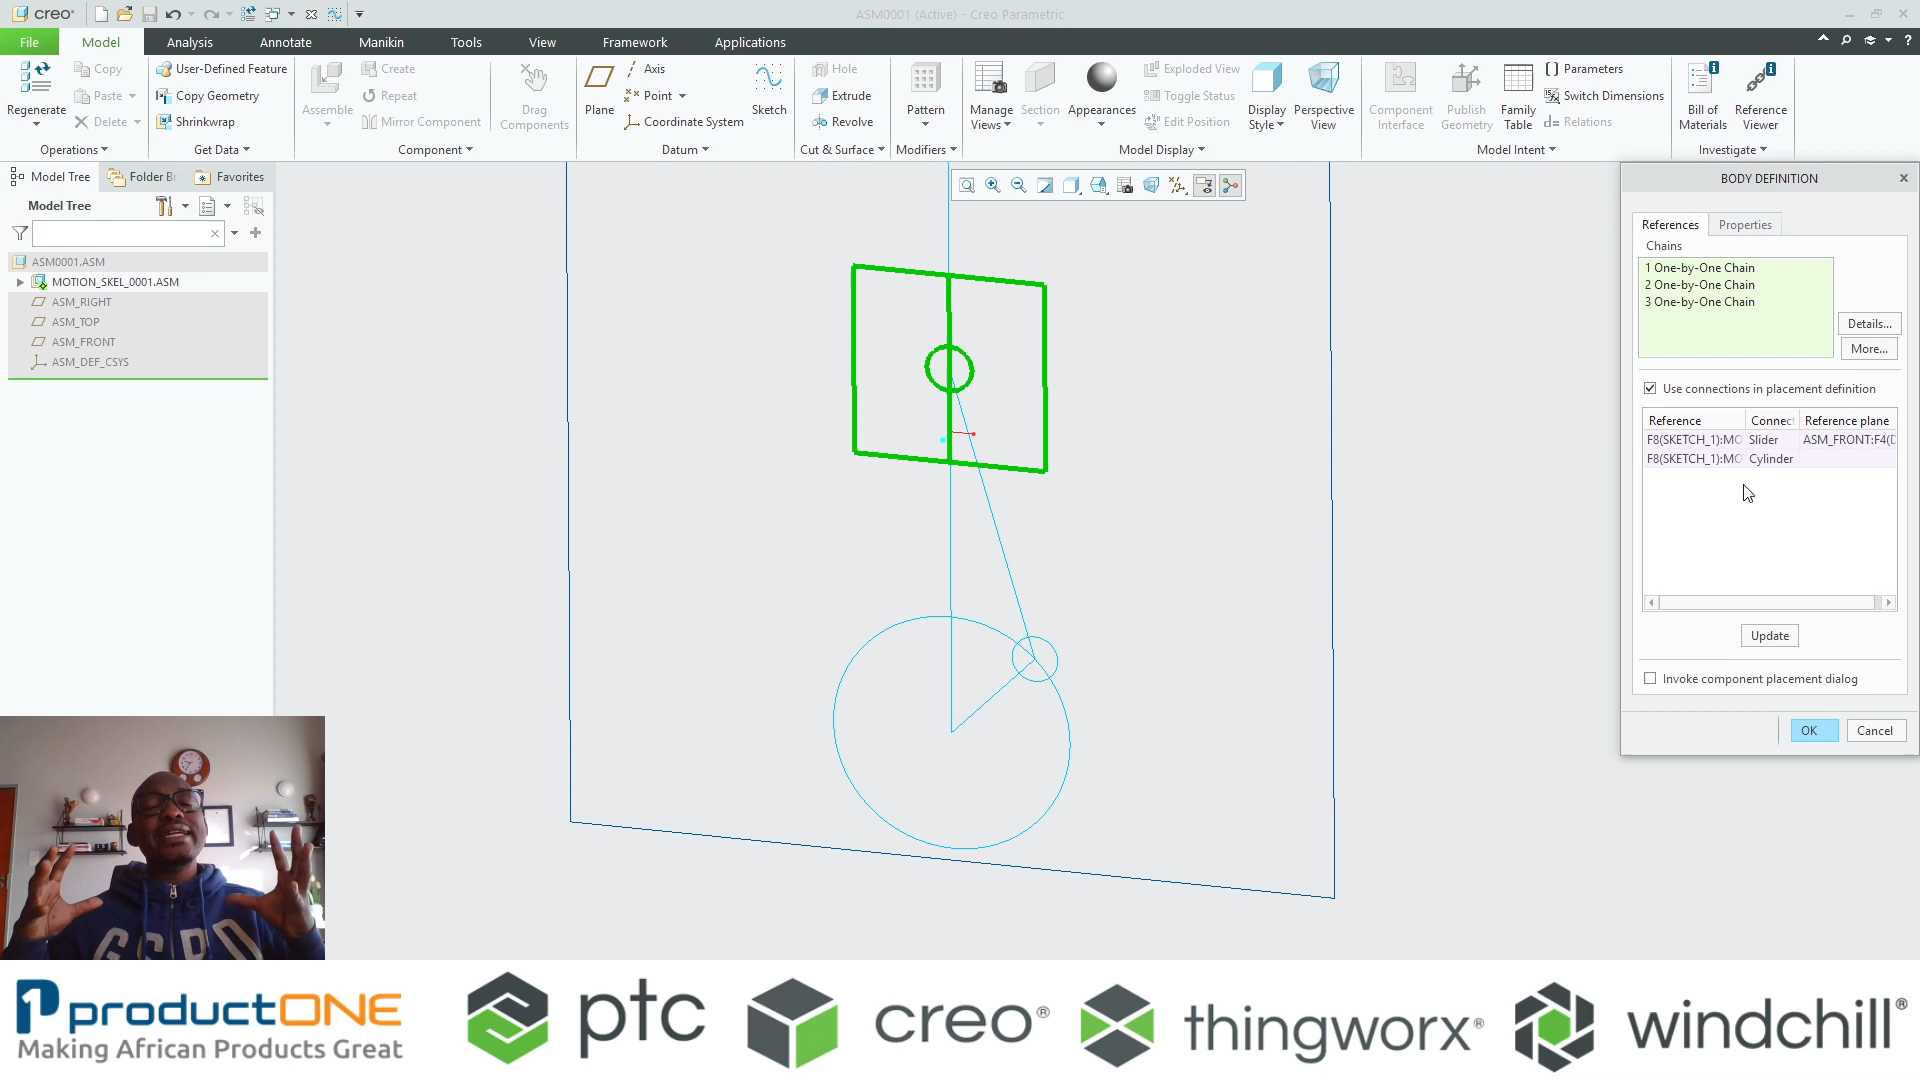 creo®
ASM0001 (Active) - Creo Parametric
File Model Analysis Annotate Manikin Tools View Framework Applications
Regenerate
Copy
Paste
Delete
Operations
User-Defined Feature
Copy Geometry
Shrinkwrap
Get Data
Assemble
Create
Repeat
Mirror Component
Drag
Components
Component
Plane
Axis
Point
Coordinate System
Sketch
Datum
Hole
Extrude
Revolve
Cut & Surface
Pattern
Modifiers
Manage
Views
Section
Appearances
Exploded View
Toggle Status
Edit Position
Display
Style
Perspective
View
Model Display
Component
Interface
Publish
Geometry
Family
Table
Parameters
Switch Dimensions
Relations
Model Intent
Bill of
Materials
Reference
Viewer
Investigate
Model Tree Folder Br Favorites
Model Tree
ASM0001.ASM
MOTION_SKEL_0001.ASM
ASM_RIGHT
ASM_TOP
ASM_FRONT
ASM_DEF_CSYS
BODY DEFINITION
References Properties
Chains
1 One-by-One Chain
2 One-by-One Chain
3 One-by-One Chain
Details...
More...
Use connections in placement definition
Reference Connect Reference plane
F8(SKETCH_1):MO Slider ASM_FRONT:F4(D
F8(SKETCH_1):MO Cylinder
Update
Invoke component placement dialog
OK Cancel
productONE
Making African Products Great
ptc
creo®
thingworx®
windchill®